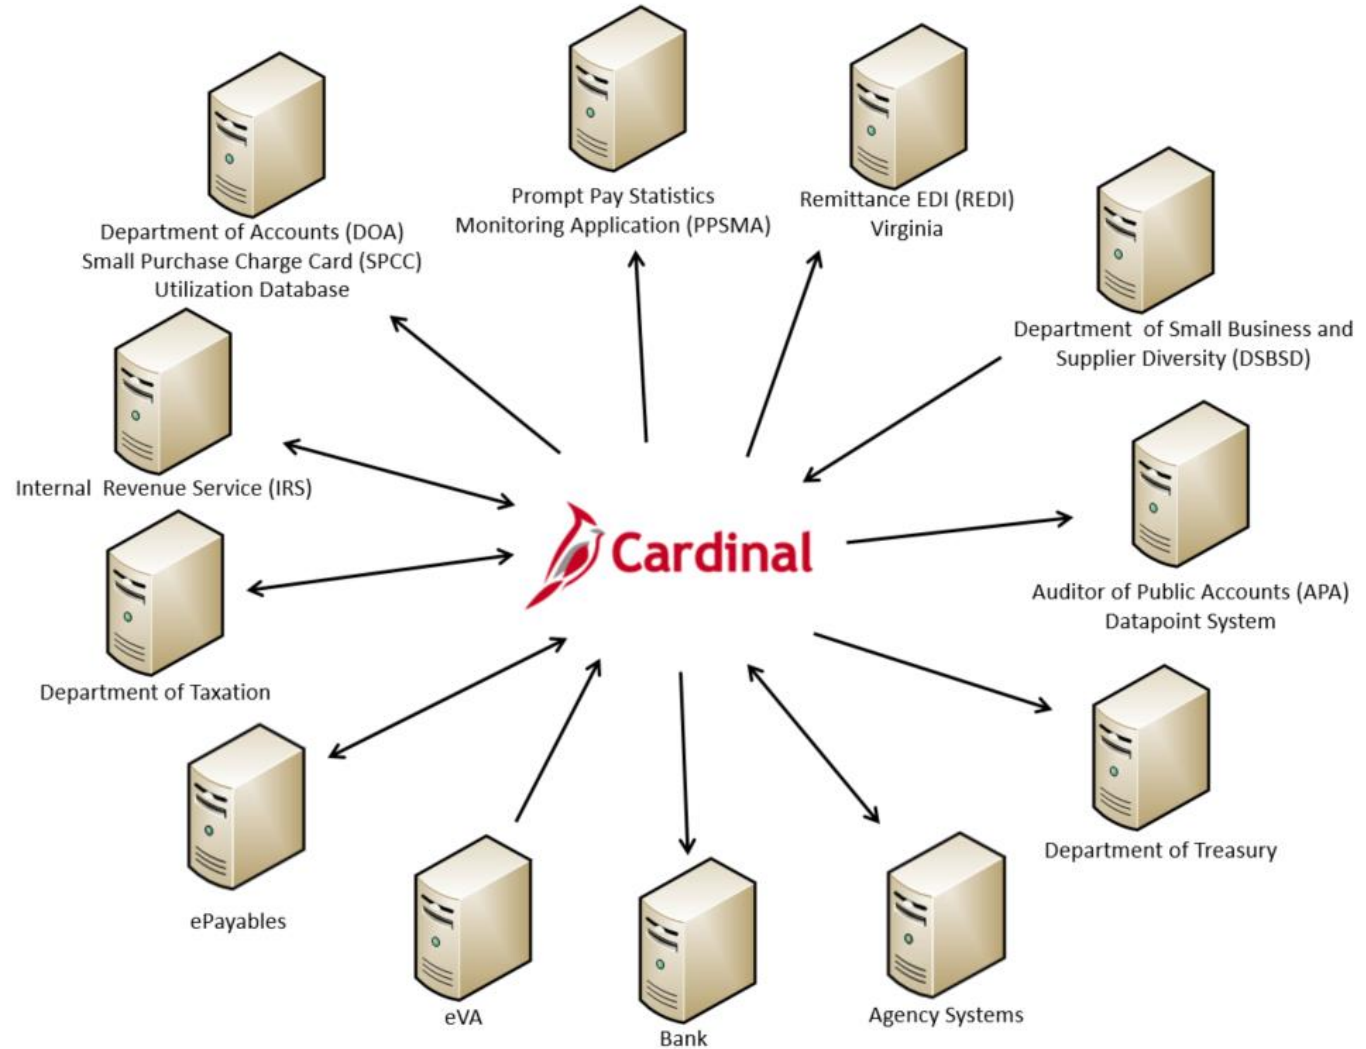 Prompt Pay Statistics
Monitoring Application (PPSMA)
Remittance EDI (REDI)
Virginia
Department of Accounts (DOA)
Small Purchase Charge Card (SPCC)
Utilization Database
Department  of Small Business and
Supplier Diversity (DSBSD)
Internal  Revenue Service (IRS)
Cardinal
Auditor of Public Accounts (APA)
Datapoint System
Department of Taxation
Department of Treasury
ePayables
eVA
Bank
Agency Systems